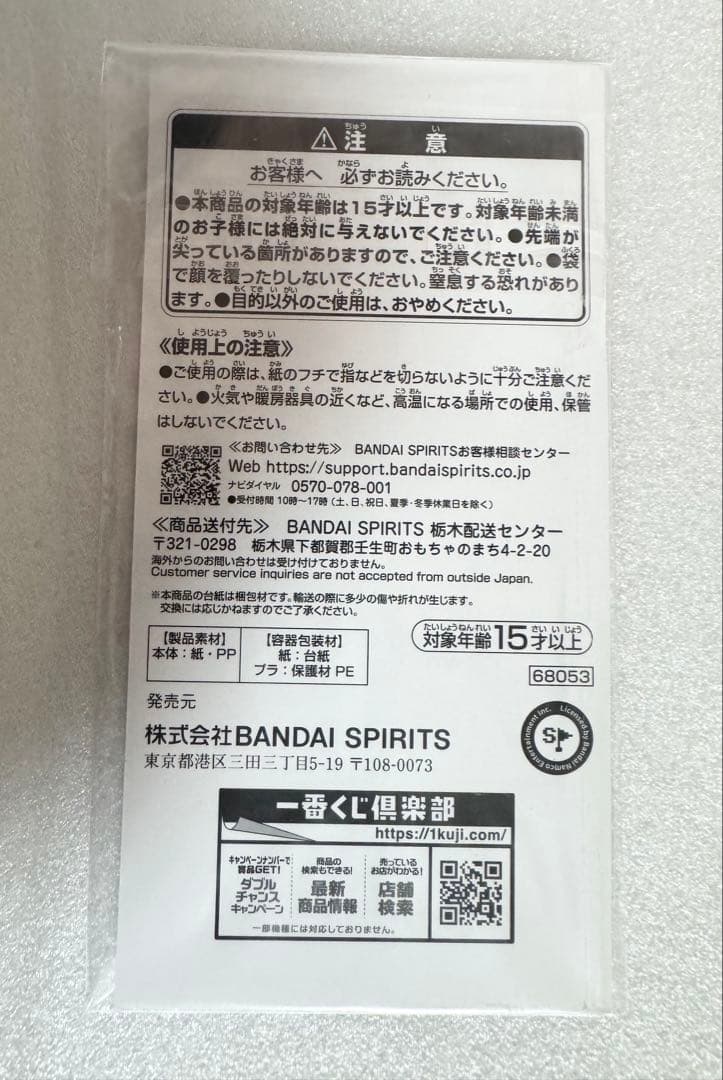 ⚠注意
お客様へ 必ずお読みください。
●本商品の対象年齢は15才以上です。対象年齢未満
のお子様には絶対に与えないでください。●先端が
尖っている箇所がありますので、ご注意ください。●袋
で顔を覆ったりしないでください。窒息する恐れがあり
ます。●目的以外のご使用は、おやめください。
《使用上の注意》
●ご使用の際は、紙のフチで指などを切らないように十分ご注意くだ
さい。●火気や暖房器具の近くなど、高温になる場所での使用、保管
はしないでください。
≪お問い合わせ先≫ BANDAI SPIRITSお客様相談センター
Web https://support.bandaispirits.co.jp
ナビダイヤル 0570-078-001
●受付時間 10時～17時 (土、日、祝日、夏季・冬季休業日を除く)
≪商品送付先≫ BANDAI SPIRITS 栃木配送センター
〒321-0298 栃木県下都賀郡壬生町おもちゃのまち4-2-20
海外からのお問い合わせは受け付けておりません。
Customer service inquiries are not accepted from outside Japan.
※本商品の台紙は梱包材です。輸送の際に多少の傷や折れが生じます。
交換には応じかねますのでご了承ください。
【製品素材】
本体：紙・PP
【容器包装材】
紙：台紙
プラ：保護材 PE
対象年齢15才以上
68053
発売元
株式会社BANDAI SPIRITS
東京都港区三田三丁目5-19 〒108-0073
Licensed by Bandai Namco Entertainment Inc.
一番くじ倶楽部
https://1kuji.com/
キャンペーンナンバーで
賞品GET!
ダブル
チャンス
キャンペーン
商品の
検索もできる!
最新
商品情報
売っている
お店がわかる!
店舗
検索
一部機種には対応しておりません。